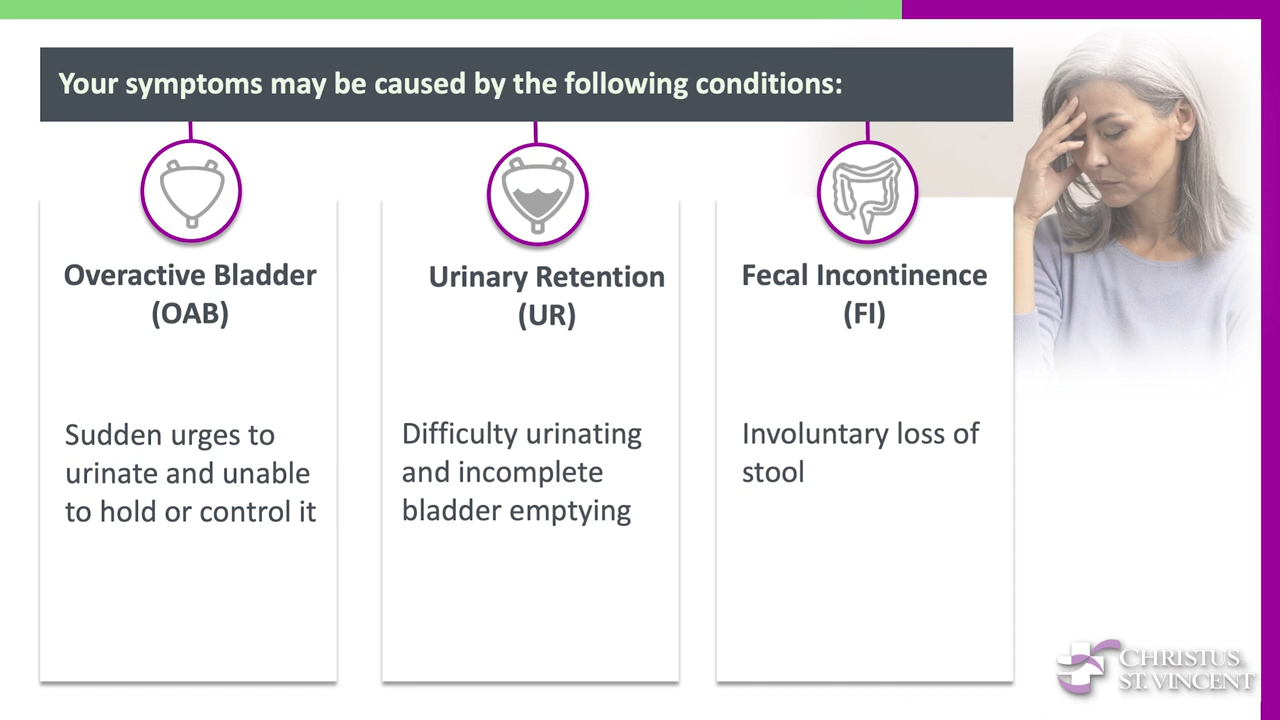 Your symptoms may be caused by the following conditions:
Overactive Bladder
(OAB)
Sudden urges to
urinate and unable
to hold or control it
Urinary Retention
(UR)
Difficulty urinating
and incomplete
bladder emptying
Fecal Incontinence
(FI)
Involuntary loss of
stool
CHRISTUS
ST. VINCENT